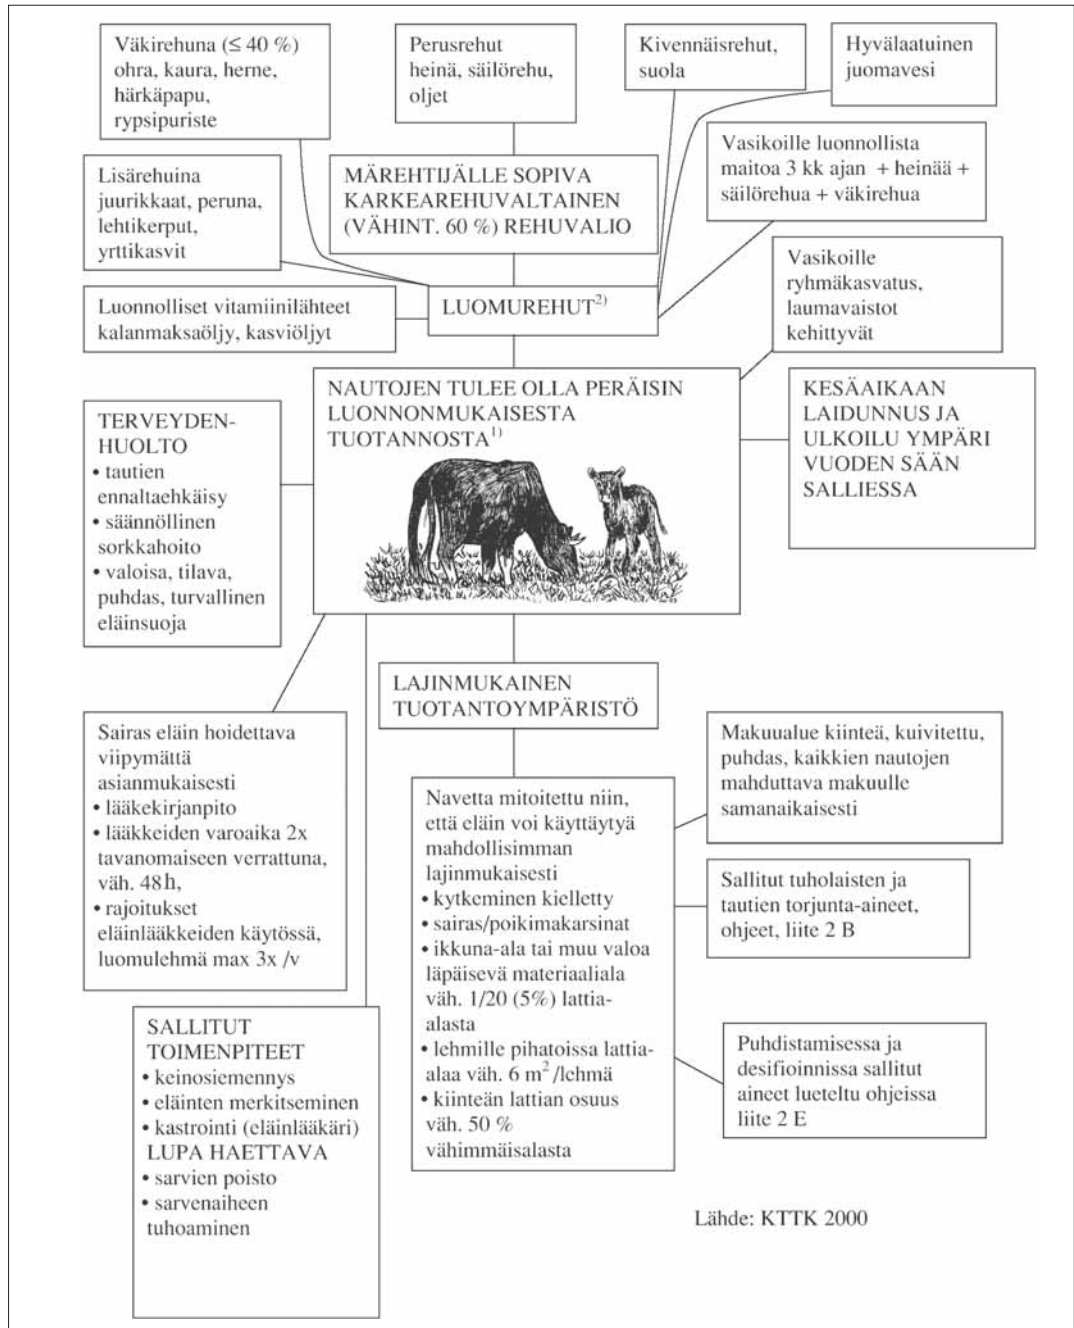 Väkirehuna (≤ 40 %)
ohra, kaura, herne,
härkäpapu,
rypsipuriste
Perusrehut
heinä, säilörehu,
oljet
Kivennäisrehut,
suola
Hyvälaatuinen
juomavesi
Lisärehuina
juurikkaat, peruna,
lehtikerput,
yrttikasvit
MÄREHTIJÄLLE SOPIVA
KARKEAREHUVALTAINEN
(VÄHINT. 60 %) REHUVALIO
Vasikoille luonnollista
maitoa 3 kk ajan + heinää +
säilörehua + väkirehua
Luonnolliset vitamiinilähteet
kalanmaksaöljy, kasviöljyt
LUOMUREHUT2)
Vasikoille
ryhmäkasvatus,
laumavaistot
kehittyvät
NAUTOJEN TULEE OLLA PERÄISIN
LUONNONMUKAISESTA
TUOTANNOSTA1)
KESÄAIKAAN
LAIDUNNUS JA
ULKOILU YMPÄRI
VUODEN SÄÄN
SALLIESSA
TERVEYDEN-
HUOLTO
• tautien
ennaltaehkäisy
• säännöllinen
sorkkahoito
• valoisa, tilava,
puhdas, turvallinen
eläinsuoja
LAJINMUKAINEN
TUOTANTOYMPÄRISTÖ
Sairas eläin hoidettava
viipymättä
asianmukaisesti
• lääkekirjanpito
• lääkkeiden varoaika 2x
tavanomaiseen verrattuna,
väh. 48h,
• rajoitukset
eläinlääkkeiden käytössä,
luomulehmä max 3x /v
Navetta mitoitettu niin,
että eläin voi käyttäytyä
mahdollisimman
lajinmukaisesti
• kytkeminen kielletty
• sairas/poikimakarsinat
• ikkuna-ala tai muu valoa
läpäisevä materiaaliala
väh. 1/20 (5%) lattia-
alasta
• lehmille pihatoissa lattia-
alaa väh. 6 m2/lehmä
• kiinteän lattian osuus
väh. 50 %
vähimmäisalasta
Makuualue kiinteä, kuivitettu,
puhdas, kaikkien nautojen
mahduttava makuulle
samanaikaisesti
Sallitut tuholaisten ja
tautien torjunta-aineet,
ohjeet, liite 2 B
Puhdistamisessa ja
desifioinnissa sallitut
aineet lueteltu ohjeissa
liite 2 E
SALLITUT
TOIMENPITEET
• keinosiemennys
• eläinten merkitseminen
• kastrointi (eläinlääkäri)
LUPA HAETTAVA
• sarvien poisto
• sarvenaiheen
tuhoaminen
Lähde: KTTK 2000